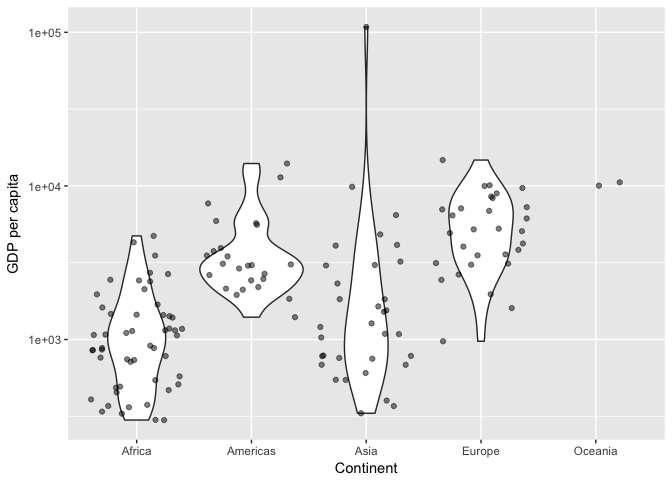 1e+05
1e+04
1e+03
GDP per capita
Africa Americas Asia Europe Oceania
Continent